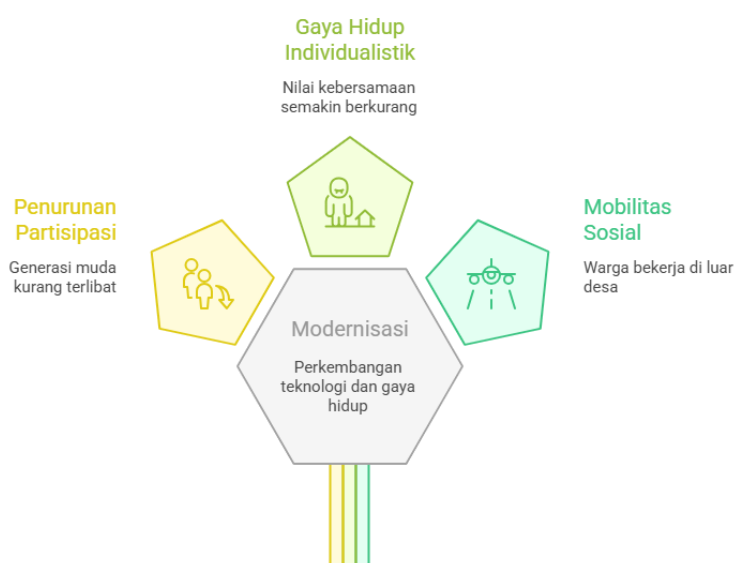 Gaya Hidup
Individualistik
Nilai kebersamaan
semakin berkurang
Penurunan
Partisipasi
Generasi muda
kurang terlibat
Mobilitas
Sosial
Warga bekerja di luar
desa
Modernisasi
Perkembangan
teknologi dan gaya
hidup